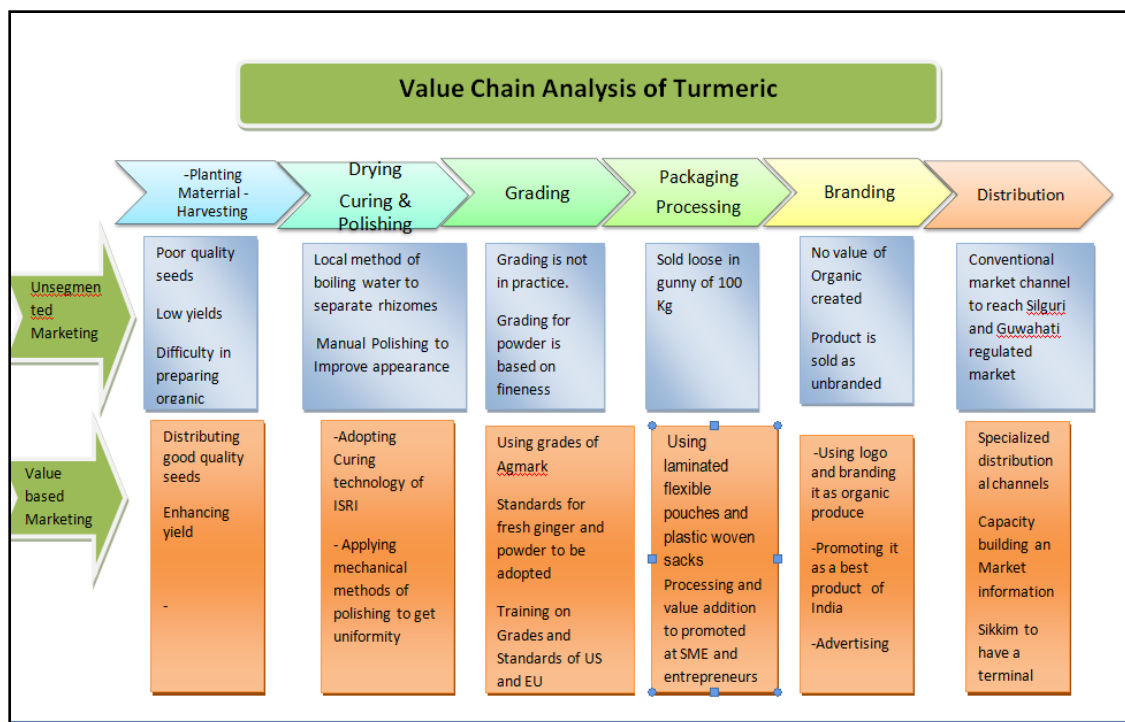 Value Chain Analysis of Turmeric
-Planting
Materrial -
Harvesting
Drying
Curing &
Polishing
Grading
Packaging
Processing
Branding
Distribution
Unsegmen
ted
Marketing
Poor quality
seeds
Low yields
Difficulty in
preparing
organic
Local method of
boiling water to
separate rhizomes
Manual Polishing to
Improve appearance
Grading is not
in practice.
Grading for
powder is
based on
fineness
Sold loose in
gunny of 100
Kg
No value of
Organic
created
Product is
sold as
unbranded
Conventional
market channel
to reach Silguri
and Guwahati
regulated
market
Value
based
Marketing
Distributing
good quality
seeds
Enhancing
yield
-
-Adopting
Curing
technology of
ISRI
- Applying
mechanical
methods of
polishing to get
uniformity
Using grades of
Agmark
Standards for
fresh ginger and
powder to be
adopted
Training on
Grades and
Standards of US
and EU
Using
laminated
flexible
pouches and
plastic woven
sacks
Processing and
value addition
to promoted
at SME and
entrepreneurs
-Using logo
and branding
it as organic
produce
-Promoting it
as a best
product of
India
-Advertising
Specialized
distribution
al channels
Capacity
building an
Market
information
Sikkim to
have a
terminal